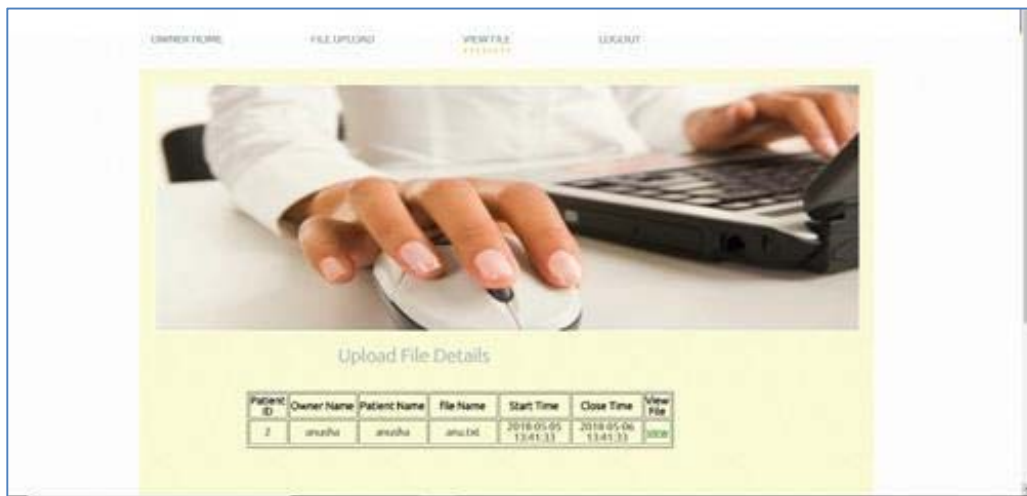 OWNER HOME FILE UPLOAD VIEW FILE LOGOUT
Upload File Details
Patient ID Owner Name Patient Name File Name Start Time Close Time View File
2 anusha anusha anu.txt 2018-05-05 13:41:33 2018-05-06 13:41:33 view